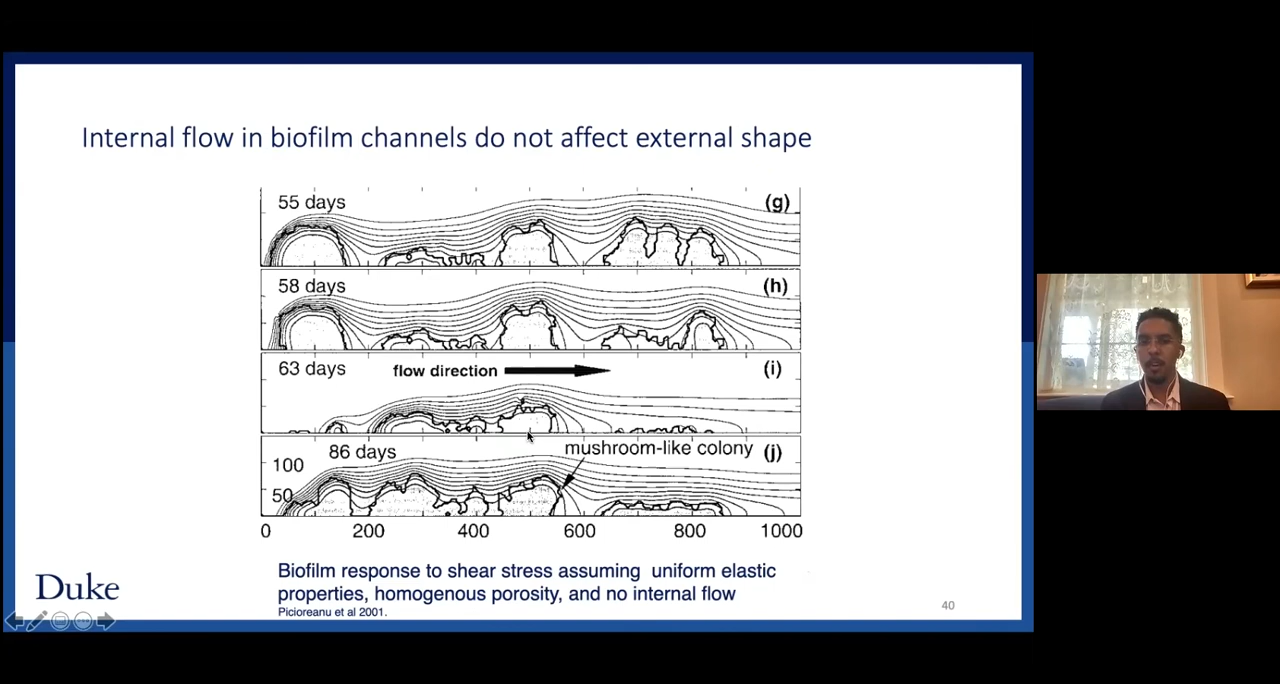 Internal flow in biofilm channels do not affect external shape
55 days
(g)
58 days
(h)
63 days
flow direction
(i)
86 days
mushroom-like colony
(j)
100
50
0 200 400 600 800 1000
Biofilm response to shear stress assuming uniform elastic
properties, homogenous porosity, and no internal flow
Picioreanu et al 2001.
Duke
40